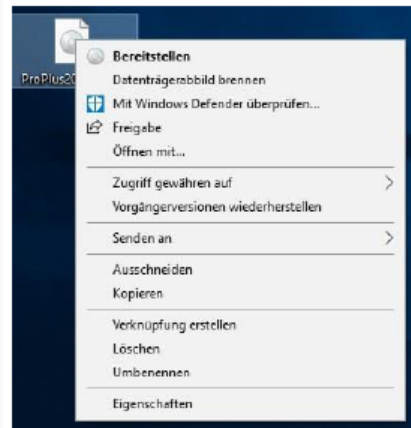 ProPlus20
Bereitstellen
Datenträgerabbild brennen
Mit Windows Defender überprüfen...
Freigabe
Öffnen mit...
Zugriff gewähren auf
Vorgängerversionen wiederherstellen
Senden an
Ausschneiden
Kopieren
Verknüpfung erstellen
Löschen
Umbenennen
Eigenschaften